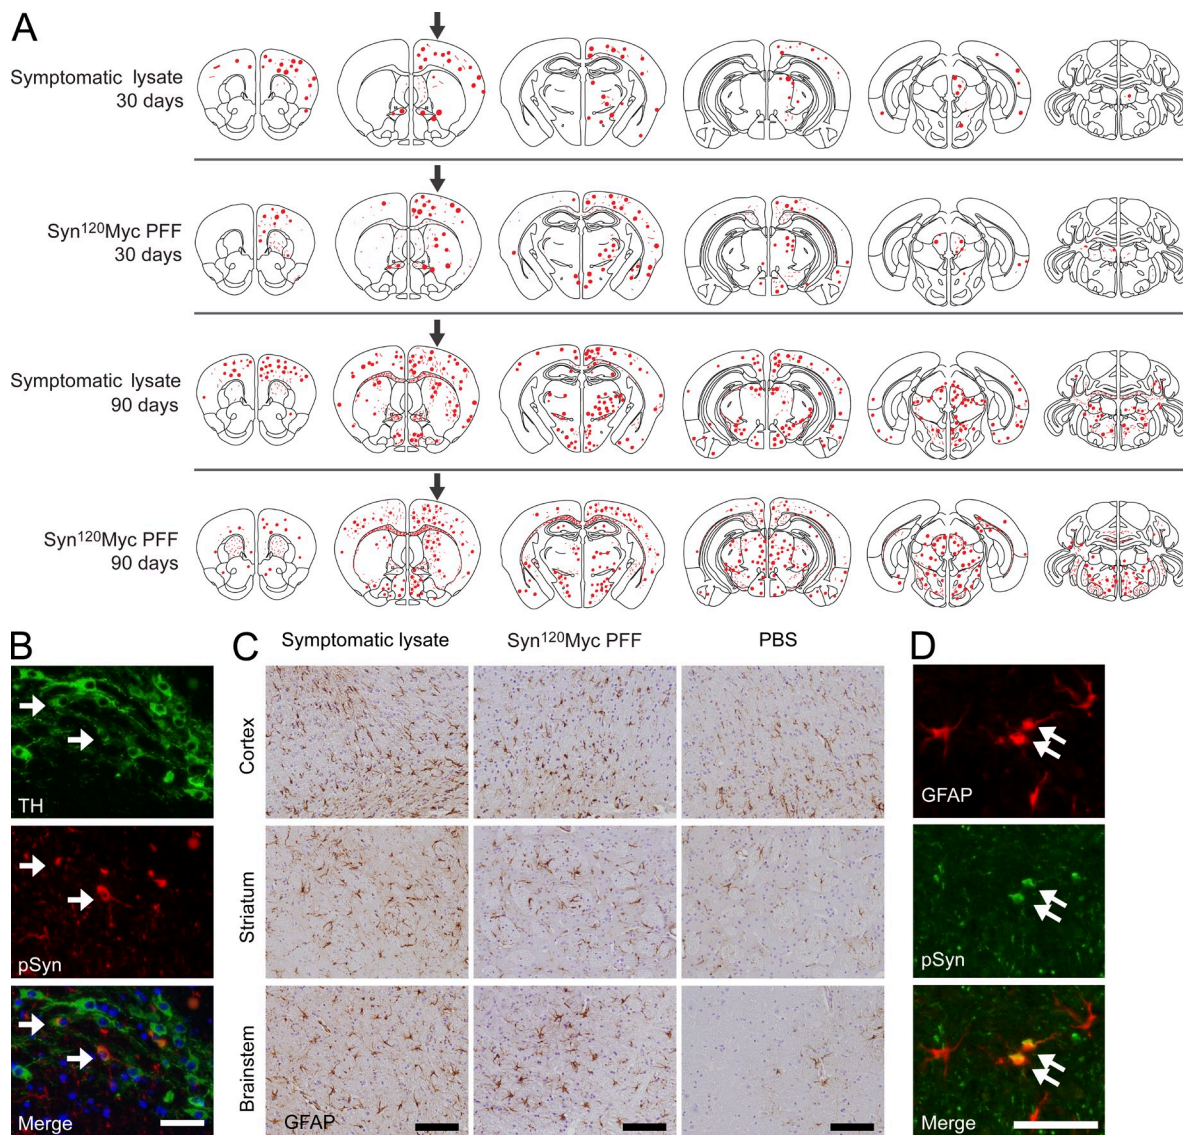 A
Symptomatic lysate
30 days
Syn¹²⁰Myc PFF
30 days
Symptomatic lysate
90 days
Syn¹²⁰Myc PFF
90 days
B
TH
pSyn
Merge
C
Symptomatic lysate
Syn¹²⁰Myc PFF
PBS
Cortex
Striatum
Brainstem
GFAP
D
GFAP
pSyn
Merge